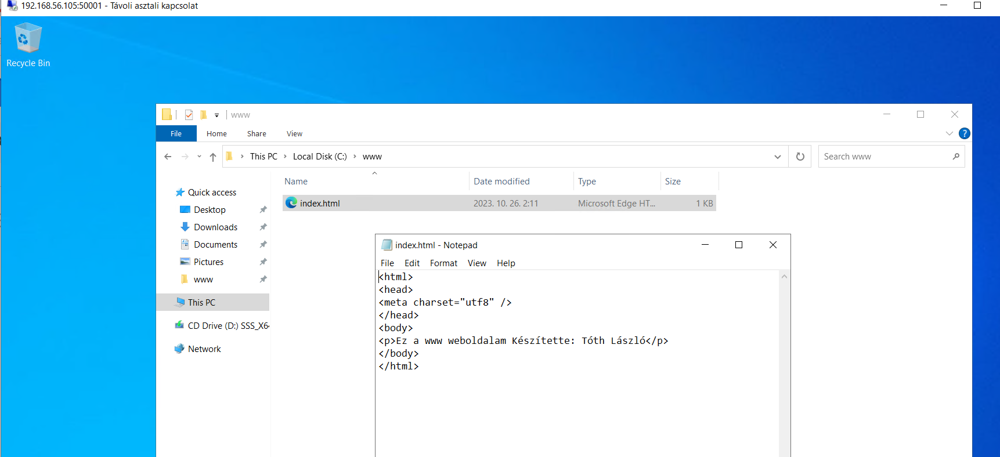 192.168.56.105:50001 - Távoli asztali kapcsolat
Recycle Bin
www
File Home Share View
This PC Local Disk (C:) www
Search www
Name Date modified Type Size
Quick access
index.html 2023. 10. 26. 2:11 Microsoft Edge HT... 1 KB
Desktop
Downloads
Documents
Pictures
www
This PC
CD Drive (D:) SSS_X64
Network
index.html - Notepad
File Edit Format View Help
<html>
<head>
<meta charset="utf8" />
</head>
<body>
<p>Ez a www weboldalam Készítette: Tóth László</p>
</body>
</html>